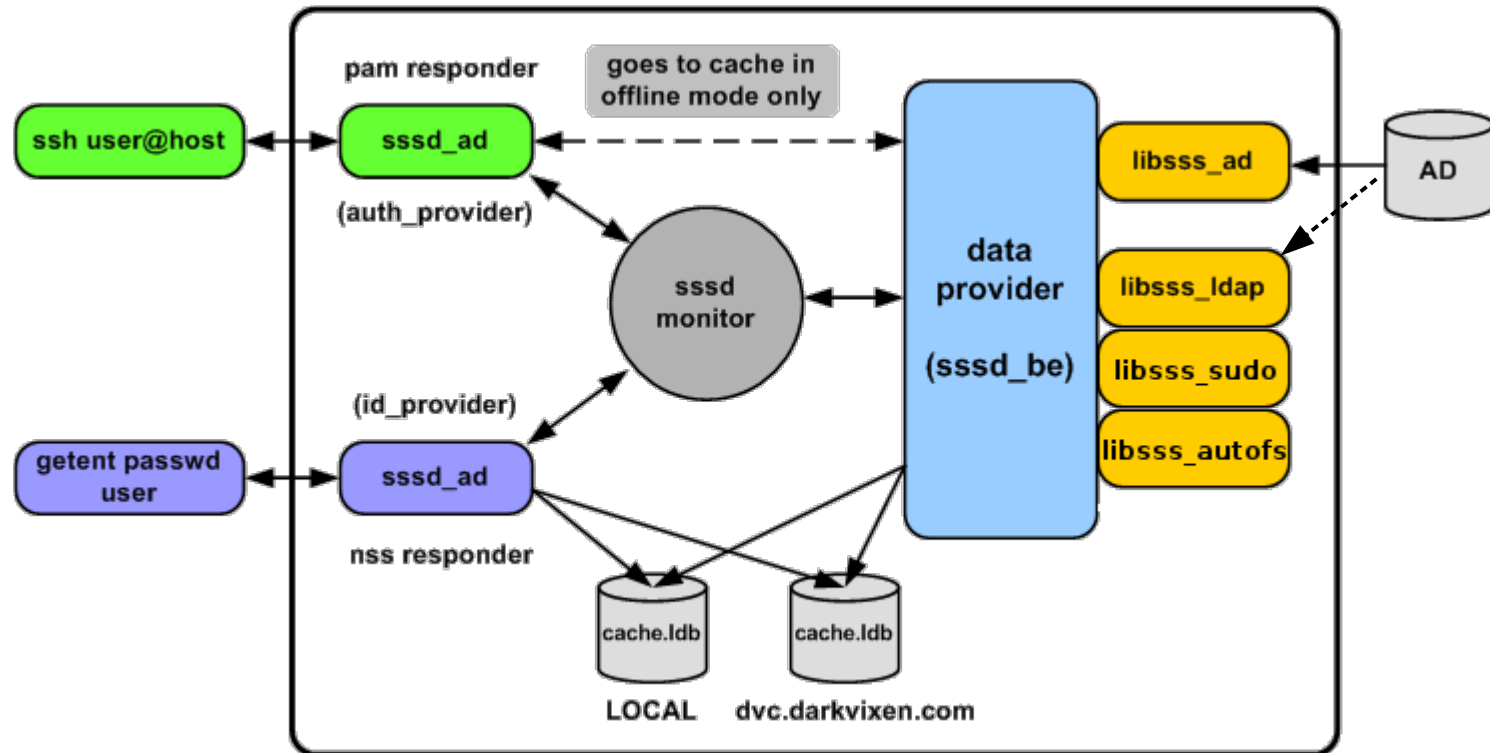 pam responder
goes to cache in
offline mode only
ssh user@host
sssd_ad
(auth_provider)
sssd
monitor
data
provider
(sssd_be)
libsss_ad
AD
libsss_ldap
libsss_sudo
libsss_autofs
(id_provider)
getent passwd
user
sssd_ad
nss responder
cache.ldb
LOCAL
cache.ldb
dvc.darkvixen.com